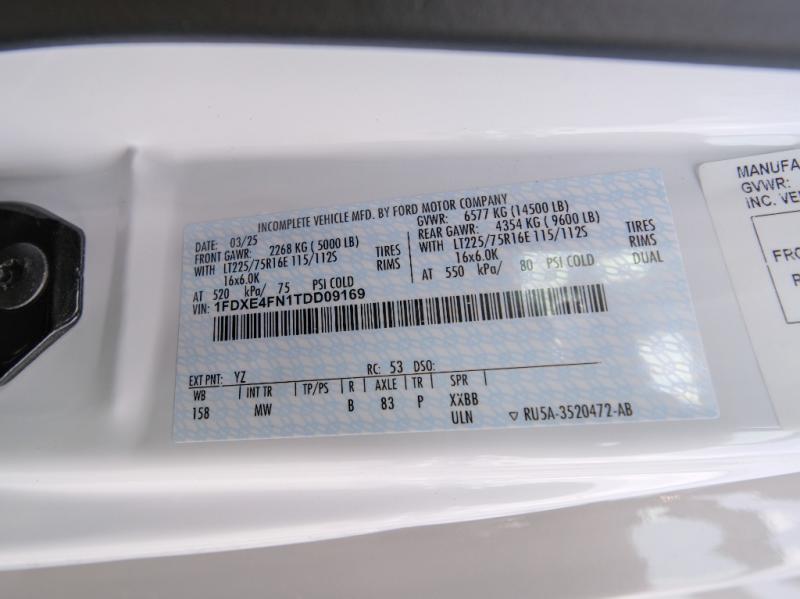 INCOMPLETE VEHICLE MFD. BY FORD MOTOR COMPANY
DATE: 03/25 GVWR: 6577 KG (14500 LB)
FRONT GAWR: 2268 KG ( 5000 LB) REAR GAWR: 4354 KG ( 9600 LB)
WITH LT225/75R16E 115/112S TIRES WITH LT225/75R16E 115/112S TIRES
16x6.0K RIMS 16x6.0K RIMS
AT 520 kPa/ 75 PSI COLD AT 550 kPa/ 80 PSI COLD DUAL
VIN: 1FDXE4FN1TDD09169
EXT PNT: YZ RC: 53 DSO:
WB INT TR TP/PS R AXLE TR SPR
158 MW B 83 P XXBB
ULN RU5A-3520472-AB
MANUFA
GVWR:
INC. VE
FRO